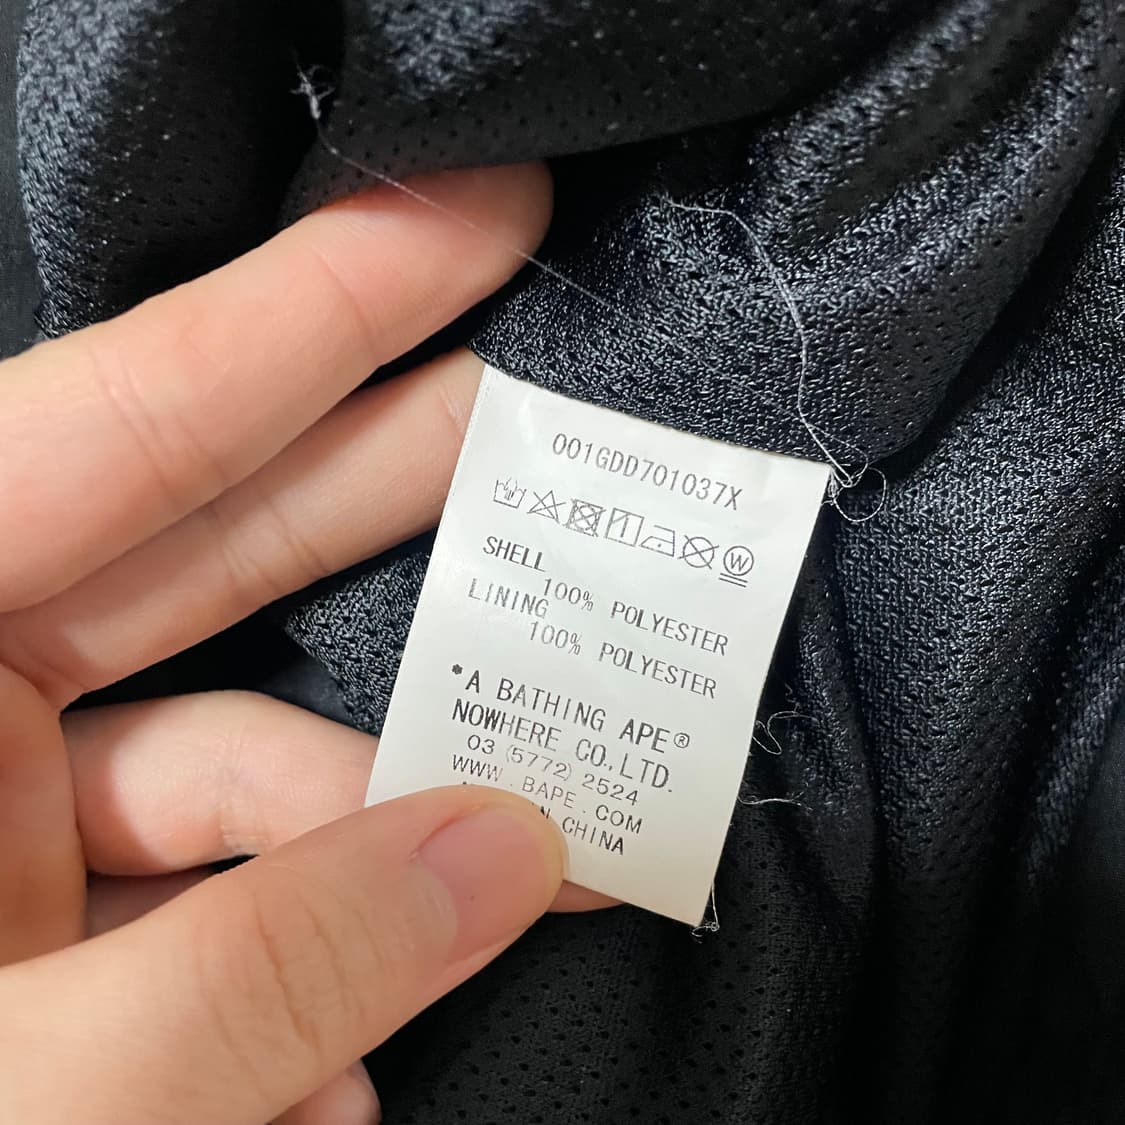 001GDD701037X
W
SHELL
100% POLYESTER
LINING
100% POLYESTER
*A BATHING APE®
NOWHERE CO.,LTD.
03 (5772) 2524
WWW.BAPE.COM
CHINA